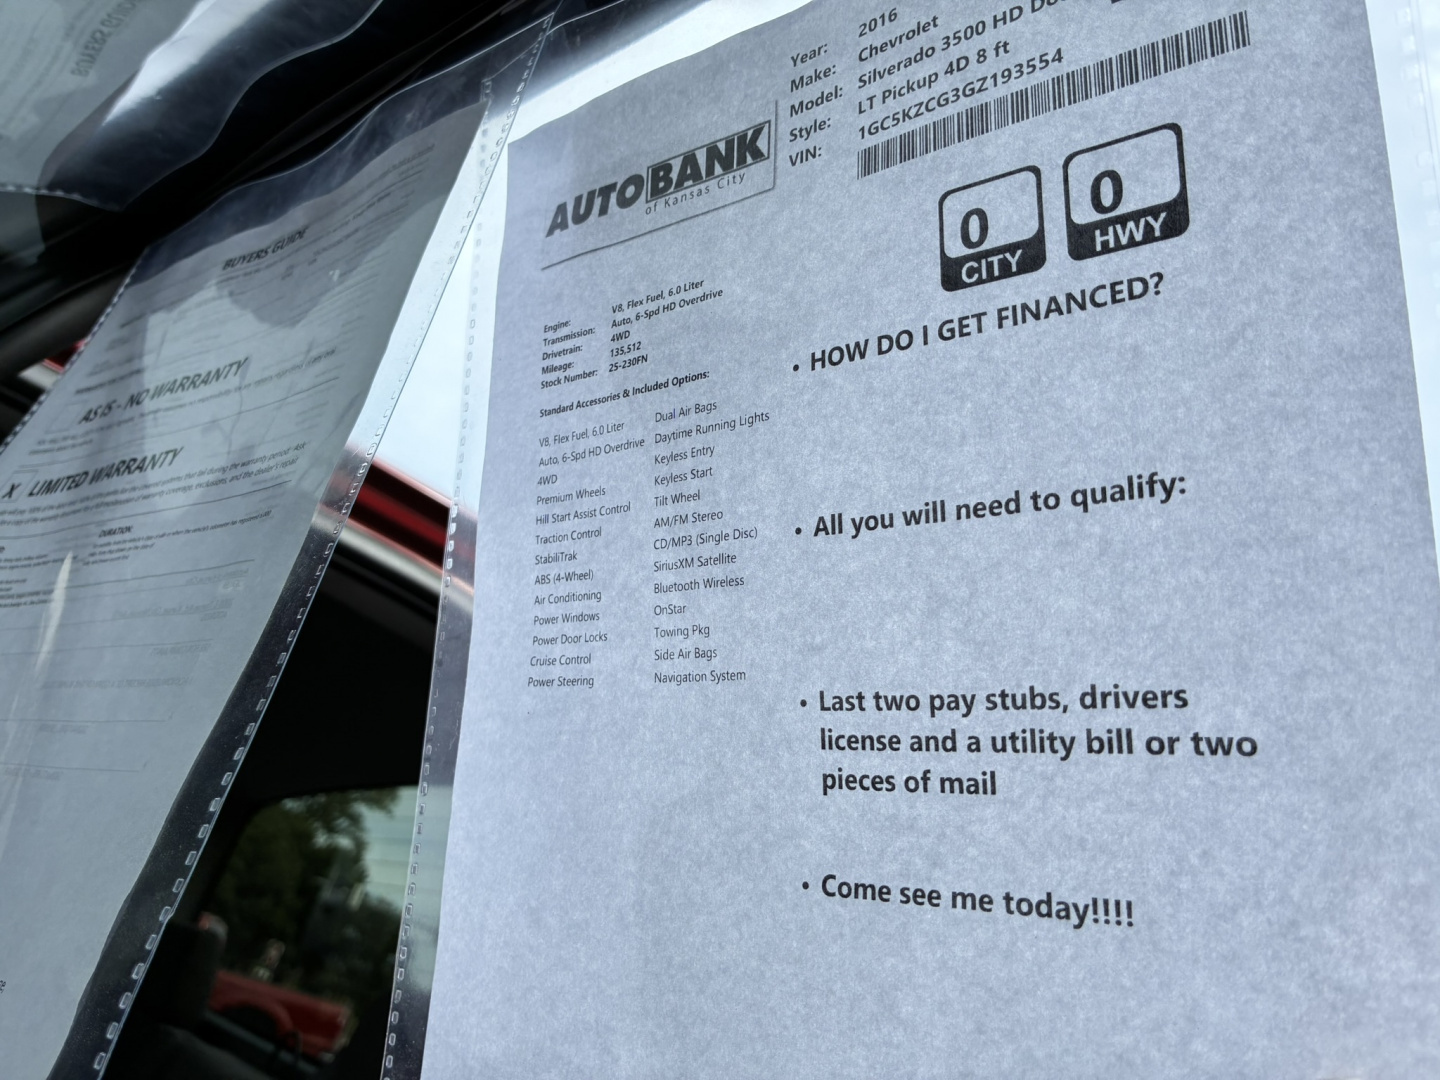 BUYERS GUIDE
AS IS - NO WARRANTY
X LIMITED WARRANTY
DURATION:
AUTOBANK
of Kansas City
Year: 2016
Make: Chevrolet
Model: Silverado 3500 HD
Style: LT Pickup 4D 8 ft
VIN: 1GC5KZCG3GZ193554
0 CITY
0 HWY
Engine: V8, Flex Fuel, 6.0 Liter
Transmission: Auto, 6-Spd HD Overdrive
Drivetrain: 4WD
Mileage: 135,512
Stock Number: 25-230FN
Standard Accessories & Included Options:
V8, Flex Fuel, 6.0 Liter
Auto, 6-Spd HD Overdrive
4WD
Premium Wheels
Hill Start Assist Control
Traction Control
StabiliTrak
ABS (4-Wheel)
Air Conditioning
Power Windows
Power Door Locks
Cruise Control
Power Steering
Dual Air Bags
Daytime Running Lights
Keyless Entry
Keyless Start
Tilt Wheel
AM/FM Stereo
CD/MP3 (Single Disc)
SiriusXM Satellite
Bluetooth Wireless
OnStar
Towing Pkg
Side Air Bags
Navigation System
• HOW DO I GET FINANCED?
• All you will need to qualify:
• Last two pay stubs, drivers
license and a utility bill or two
pieces of mail
• Come see me today!!!!